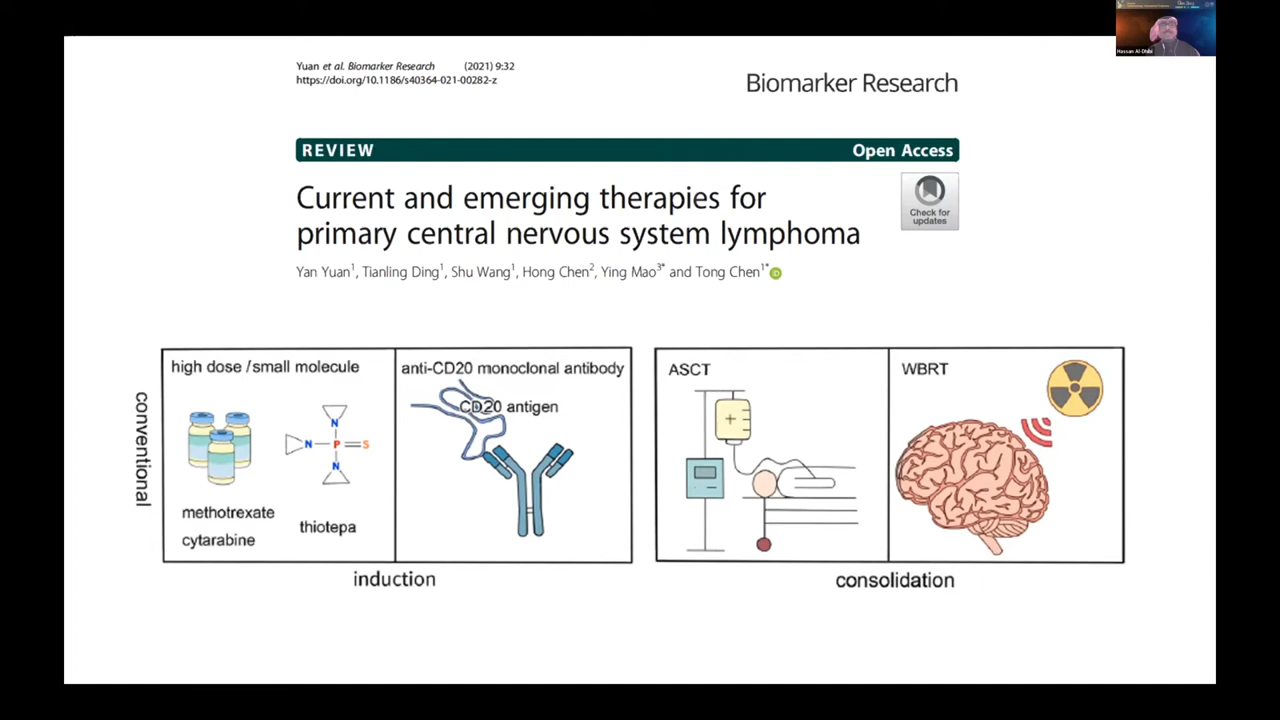 Hassan Al-Dhibi
Yuan et al. Biomarker Research (2021) 9:32
https://doi.org/10.1186/s40364-021-00282-z
Biomarker Research
REVIEW Open Access
Check for
updates
Current and emerging therapies for
primary central nervous system lymphoma
Yan Yuan1, Tianling Ding1, Shu Wang1, Hong Chen2, Ying Mao3* and Tong Chen1*
conventional
high dose /small molecule
methotrexate
cytarabine
N
N
P
S
N
thiotepa
anti-CD20 monoclonal antibody
CD20 antigen
induction
ASCT
WBRT
consolidation